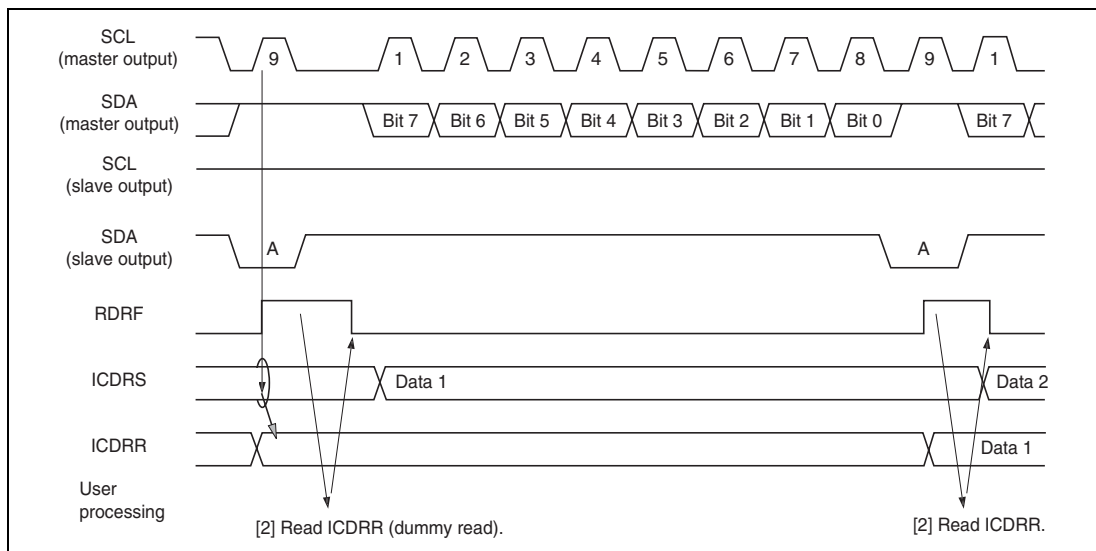 SCL
(master output)
9 1 2 3 4 5 6 7 8 9 1
SDA
(master output)
Bit 7 Bit 6 Bit 5 Bit 4 Bit 3 Bit 2 Bit 1 Bit 0 Bit 7
SCL
(slave output)
SDA
(slave output)
A A
RDRF
ICDRS
Data 1 Data 2
ICDRR
Data 1
User
processing
[2] Read ICDRR (dummy read). [2] Read ICDRR.